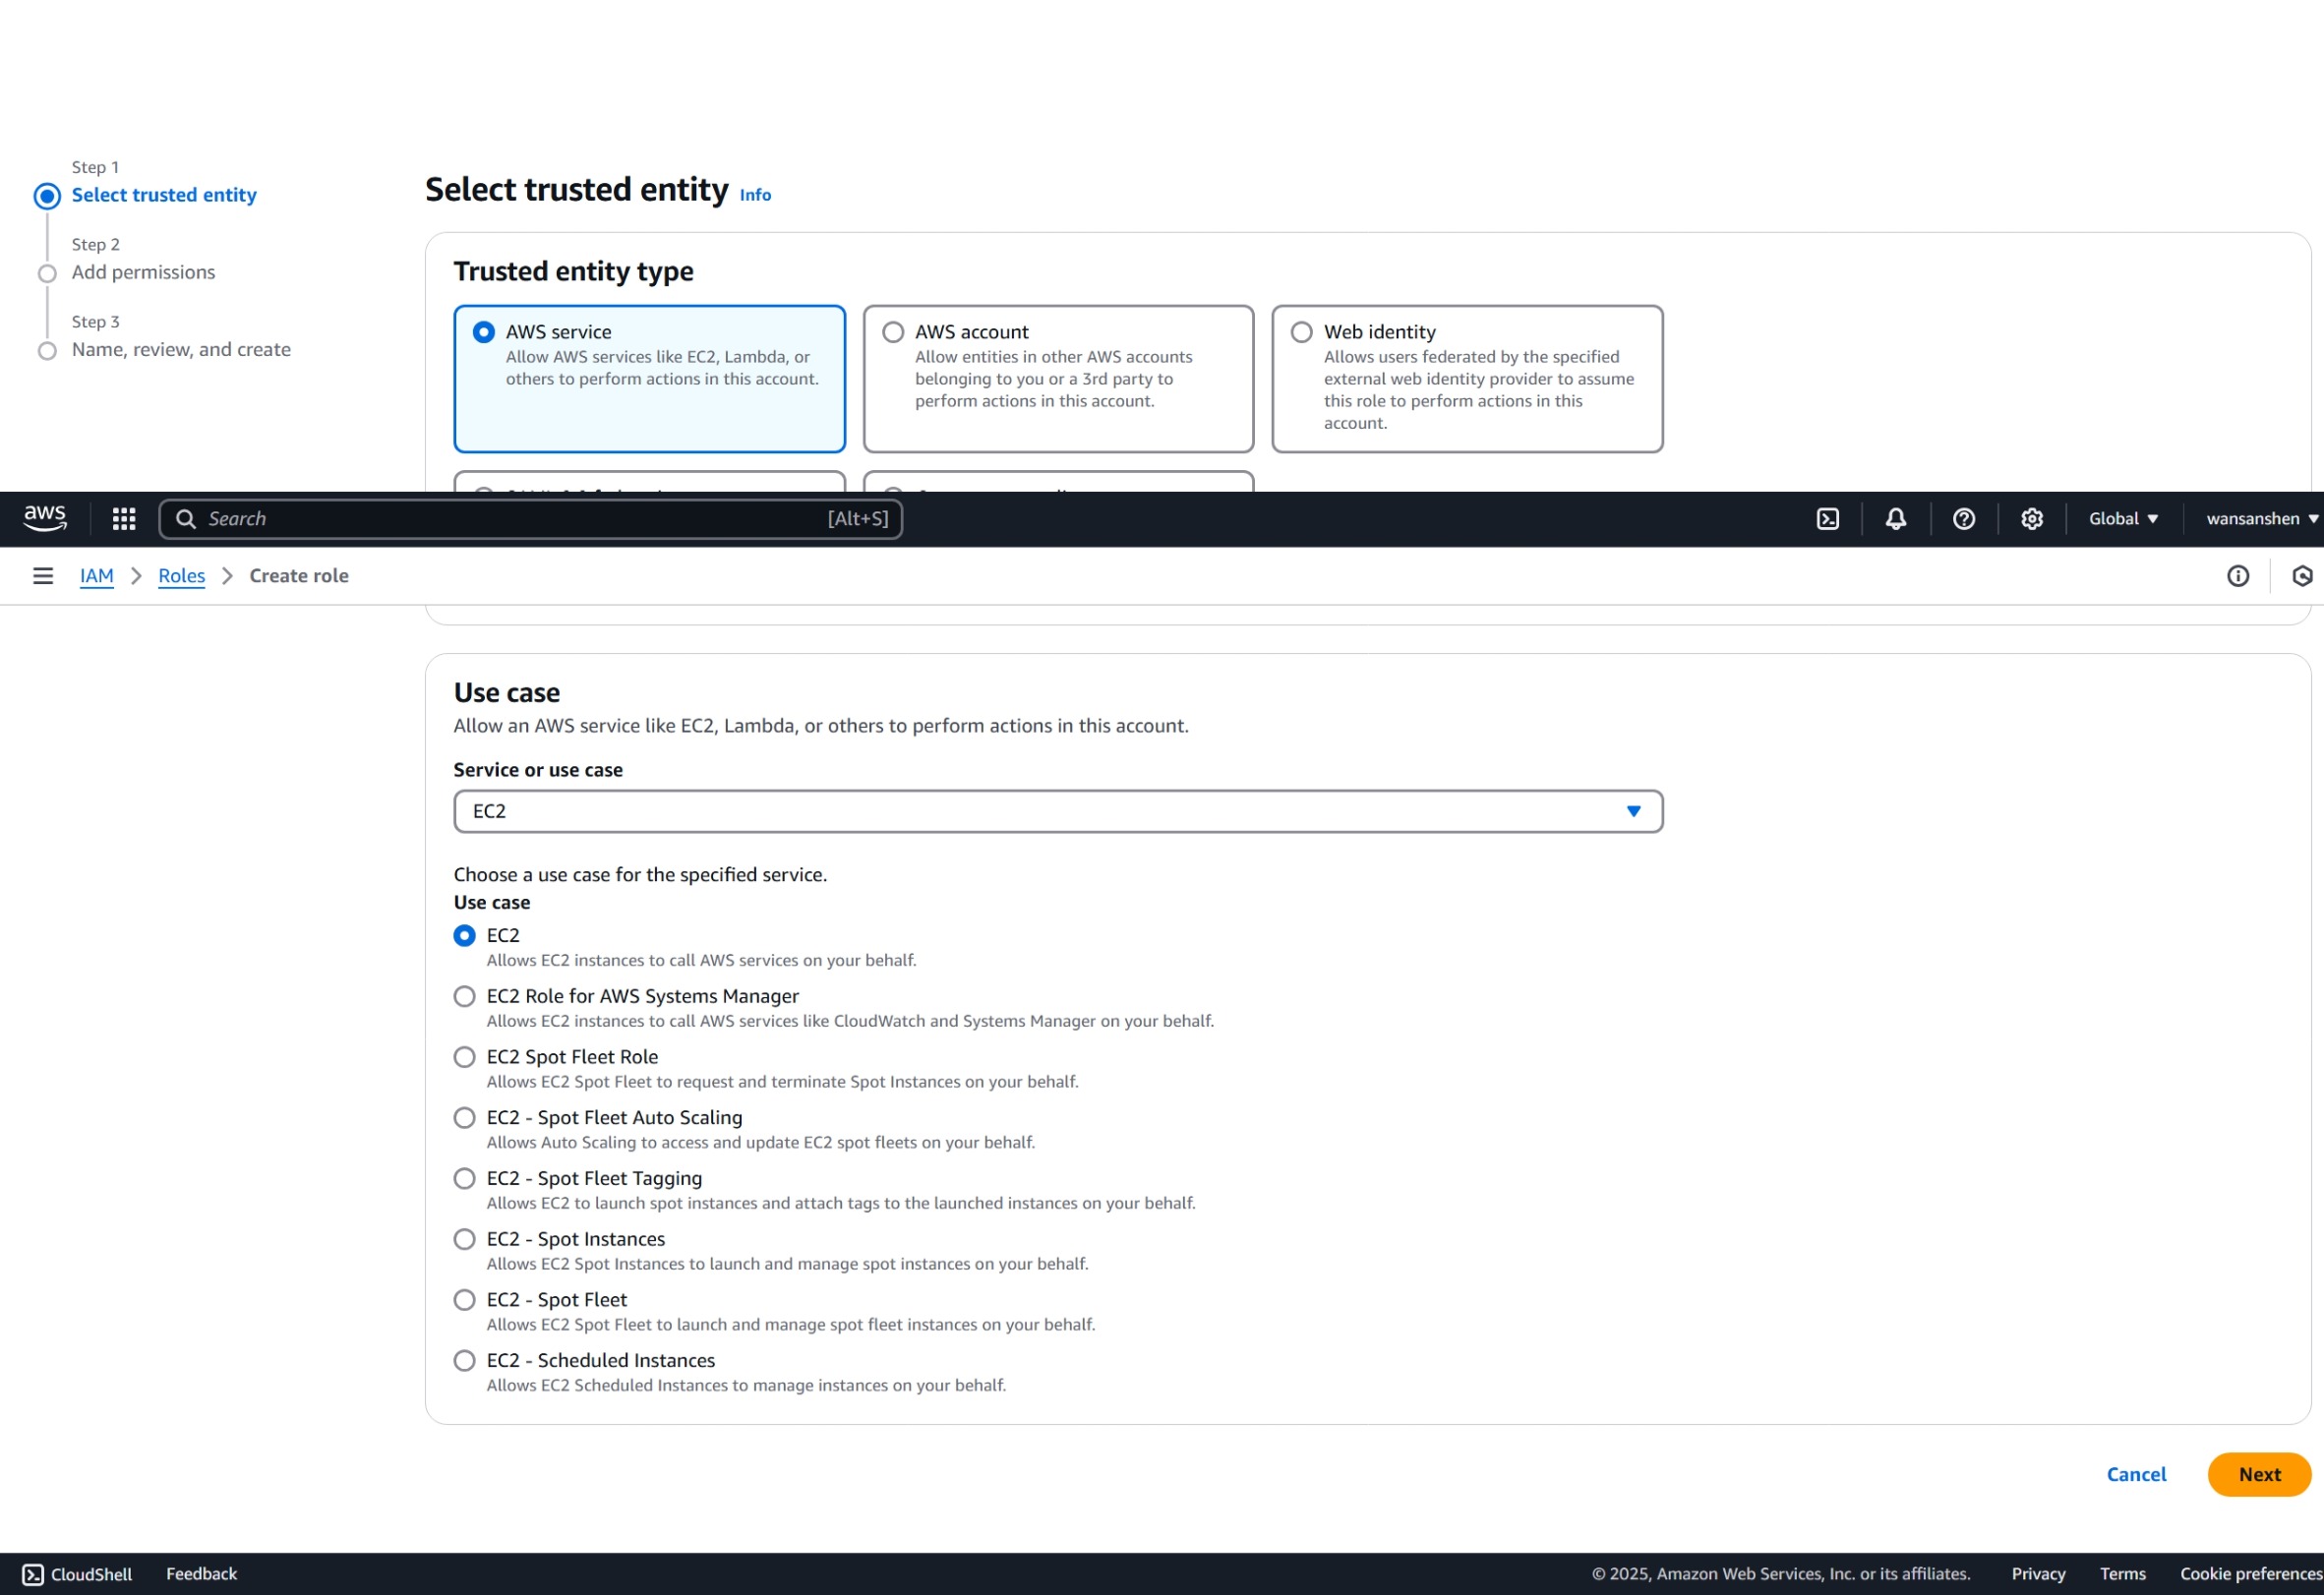 Step 1
Select trusted entity
Step 2
Add permissions
Step 3
Name, review, and create
Select trusted entity Info
Trusted entity type
AWS service
Allow AWS services like EC2, Lambda, or
others to perform actions in this account.
AWS account
Allow entities in other AWS accounts
belonging to you or a 3rd party to
perform actions in this account.
Web identity
Allows users federated by the specified
external web identity provider to assume
this role to perform actions in this
account.
aws Search [Alt+S] Global wansanshen
IAM Roles Create role
Use case
Allow an AWS service like EC2, Lambda, or others to perform actions in this account.
Service or use case
EC2
Choose a use case for the specified service.
Use case
EC2
Allows EC2 instances to call AWS services on your behalf.
EC2 Role for AWS Systems Manager
Allows EC2 instances to call AWS services like CloudWatch and Systems Manager on your behalf.
EC2 Spot Fleet Role
Allows EC2 Spot Fleet to request and terminate Spot Instances on your behalf.
EC2 - Spot Fleet Auto Scaling
Allows Auto Scaling to access and update EC2 spot fleets on your behalf.
EC2 - Spot Fleet Tagging
Allows EC2 to launch spot instances and attach tags to the launched instances on your behalf.
EC2 - Spot Instances
Allows EC2 Spot Instances to launch and manage spot instances on your behalf.
EC2 - Spot Fleet
Allows EC2 Spot Fleet to launch and manage spot fleet instances on your behalf.
EC2 - Scheduled Instances
Allows EC2 Scheduled Instances to manage instances on your behalf.
Cancel Next
CloudShell Feedback © 2025, Amazon Web Services, Inc. or its affiliates. Privacy Terms Cookie preferences